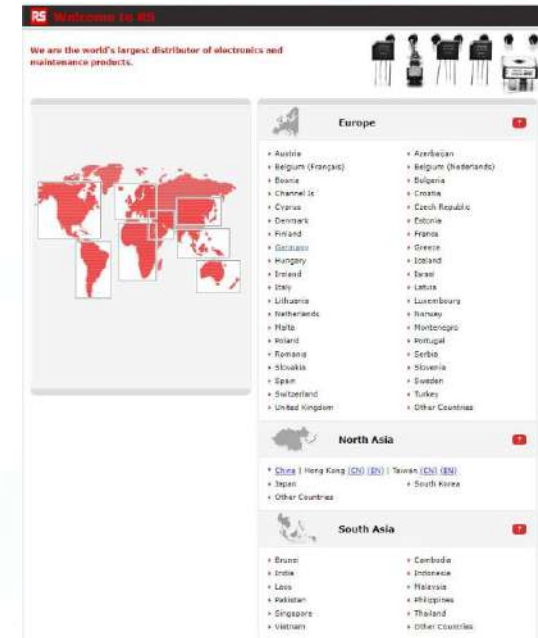 RS Welcome to RS
We are the world's largest distributor of electronics and
maintenance products.
Europe
Austria
Azerbaijan
Belgium (Français)
Belgium (Nederlands)
Bosnia
Bulgaria
Channel Is
Croatia
Cyprus
Czech Republic
Denmark
Estonia
Finland
France
Germany
Greece
Hungary
Iceland
Ireland
Israel
Italy
Latvia
Lithuania
Luxembourg
Netherlands
Norway
Malta
Montenegro
Poland
Portugal
Romania
Serbia
Slovakia
Slovenia
Spain
Sweden
Switzerland
Turkey
United Kingdom
Other Countries
North Asia
China | Hong Kong (CN) (EN) | Taiwan (CN) (EN)
Japan
South Korea
Other Countries
South Asia
Brunei
Cambodia
India
Indonesia
Laos
Malaysia
Pakistan
Philippines
Singapore
Thailand
Vietnam
Other Countries